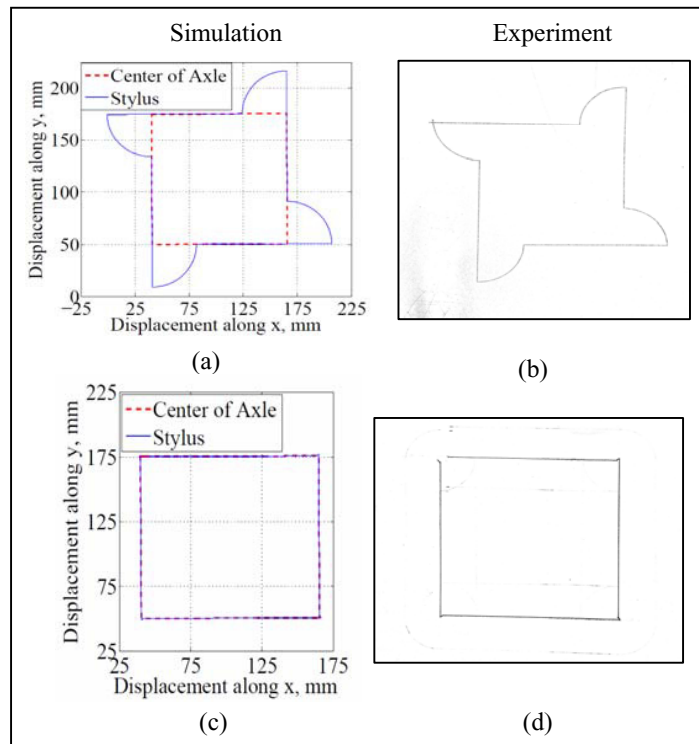 Simulation
Experiment
Center of Axle
Stylus
Displacement along y, mm
200
150
100
50
0
−25
25
75
125
175
225
Displacement along x, mm
(a)
(b)
Center of Axle
Stylus
Displacement along y, mm
225
175
125
75
25
25
75
125
175
Displacement along x, mm
(c)
(d)